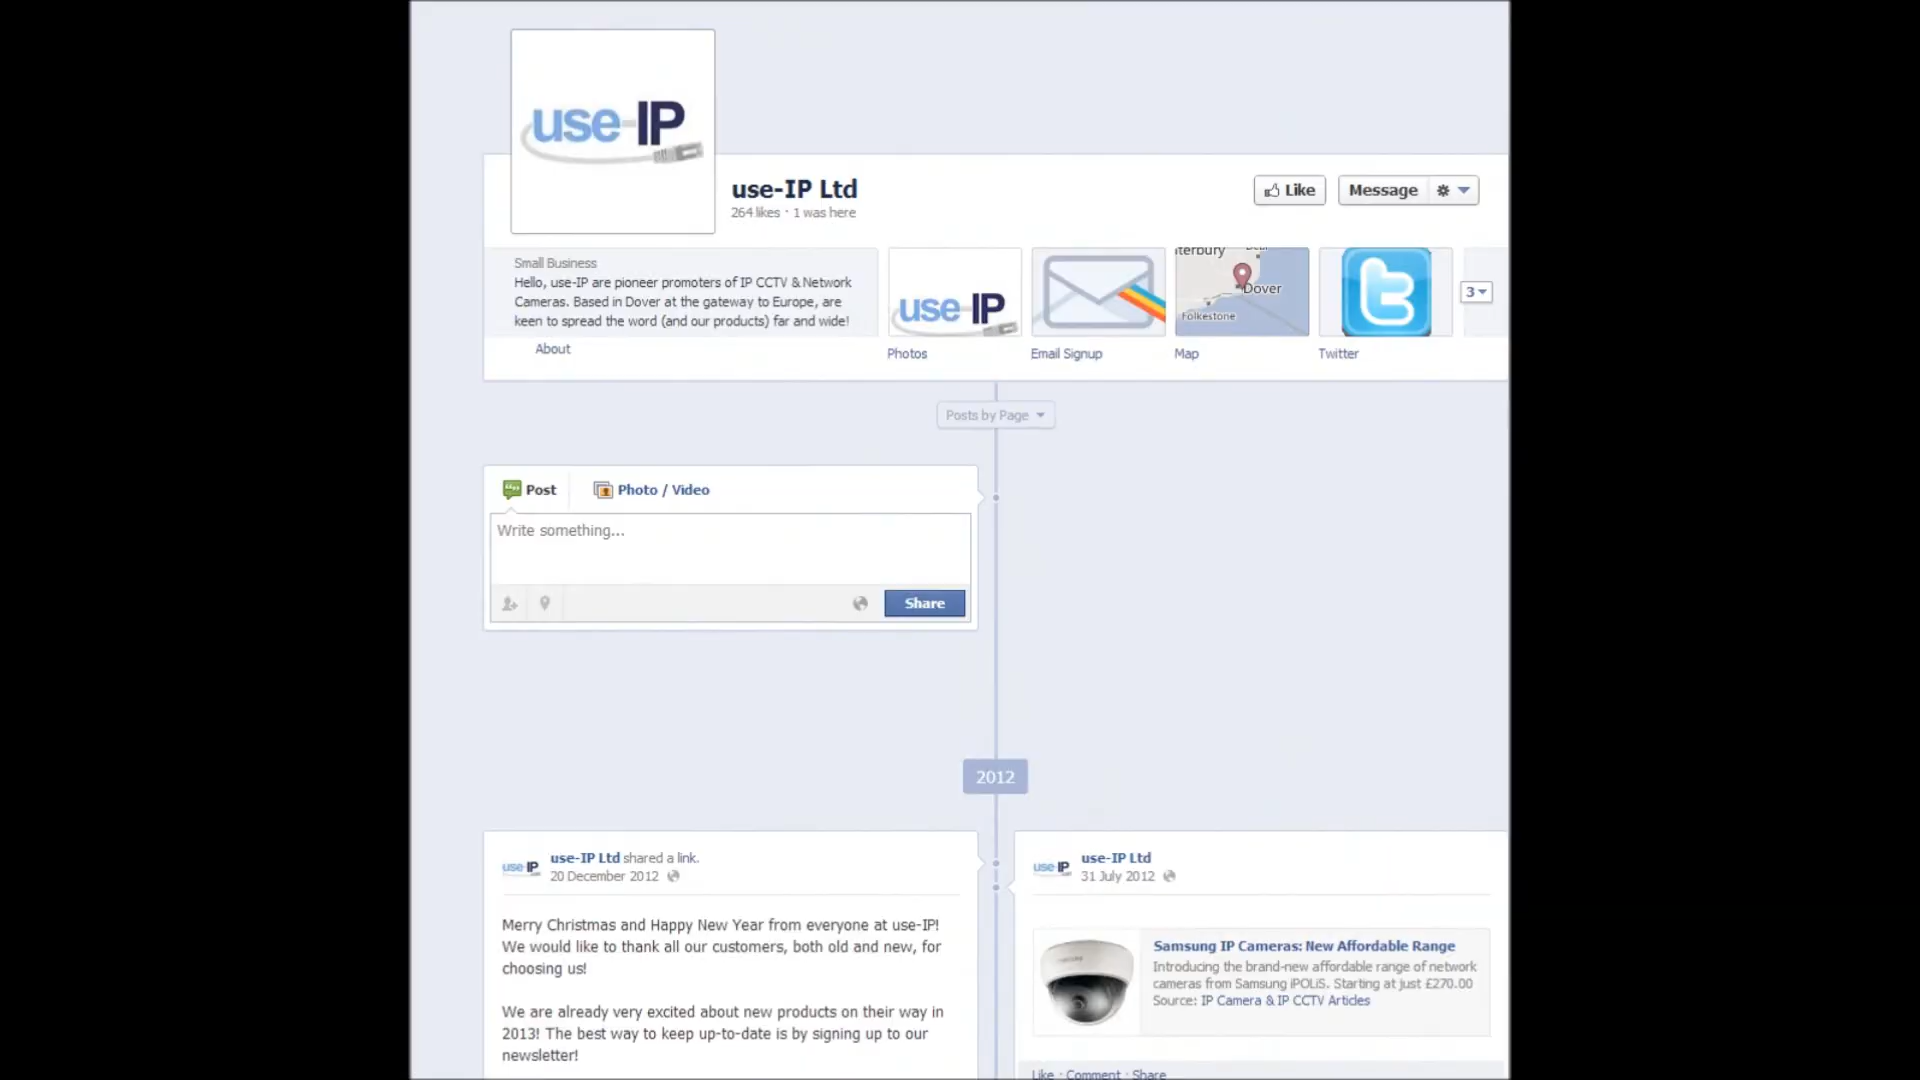 use-IP
use-IP Ltd
264 likes · 1 was here
Like
Message
Small Business
Hello, use-IP are pioneer promoters of IP CCTV & Network
Cameras. Based in Dover at the gateway to Europe, are
keen to spread the word (and our products) far and wide!
About
use IP
Photos
Email Signup
terbury
Dover
Folkestone
Map
Twitter
3
Posts by Page
Post
Photo / Video
Write something...
Share
2012
use-IP
use-IP Ltd shared a link.
20 December 2012
Merry Christmas and Happy New Year from everyone at use-IP!
We would like to thank all our customers, both old and new, for
choosing us!
We are already very excited about new products on their way in
2013! The best way to keep up-to-date is by signing up to our
newsletter!
use-IP
use-IP Ltd
31 July 2012
Samsung IP Cameras: New Affordable Range
Introducing the brand-new affordable range of network
cameras from Samsung iPOLiS. Starting at just £270.00
Source: IP Camera & IP CCTV Articles
Like · Comment · Share